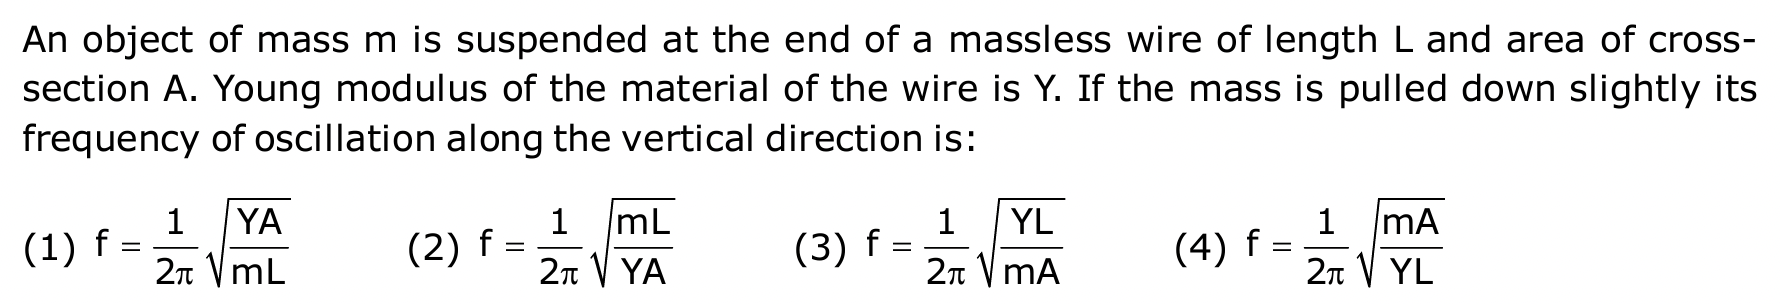 An object of mass m is suspended at the end of a massless wire of length L and area of cross-
section A. Young modulus of the material of the wire is Y. If the mass is pulled down slightly its
frequency of oscillation along the vertical direction is:
(1) f = 1/2π √(YA/mL) (2) f = 1/2π √(mL/YA) (3) f = 1/2π √(YL/mA) (4) f = 1/2π √(mA/YL)